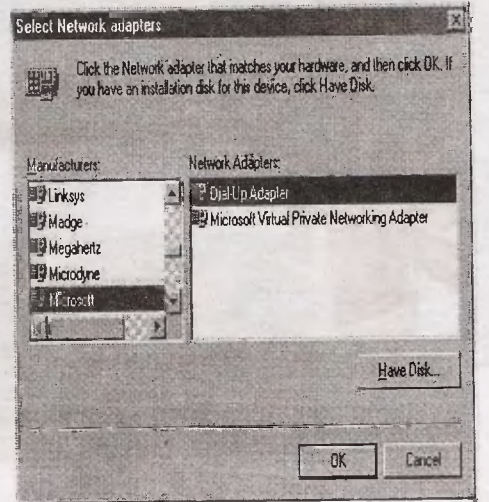 Select Network adapters
Click the Network adapter that matches your hardware, and then click OK. If
you have an installation disk for this device, click Have Disk.
Manufacturers:
Linksys
Madge
Megahertz
Microdyne
Microsoft
Network Adapters:
Dial-Up Adapter
Microsoft Virtual Private Networking Adapter
Have Disk...
OK
Cancel